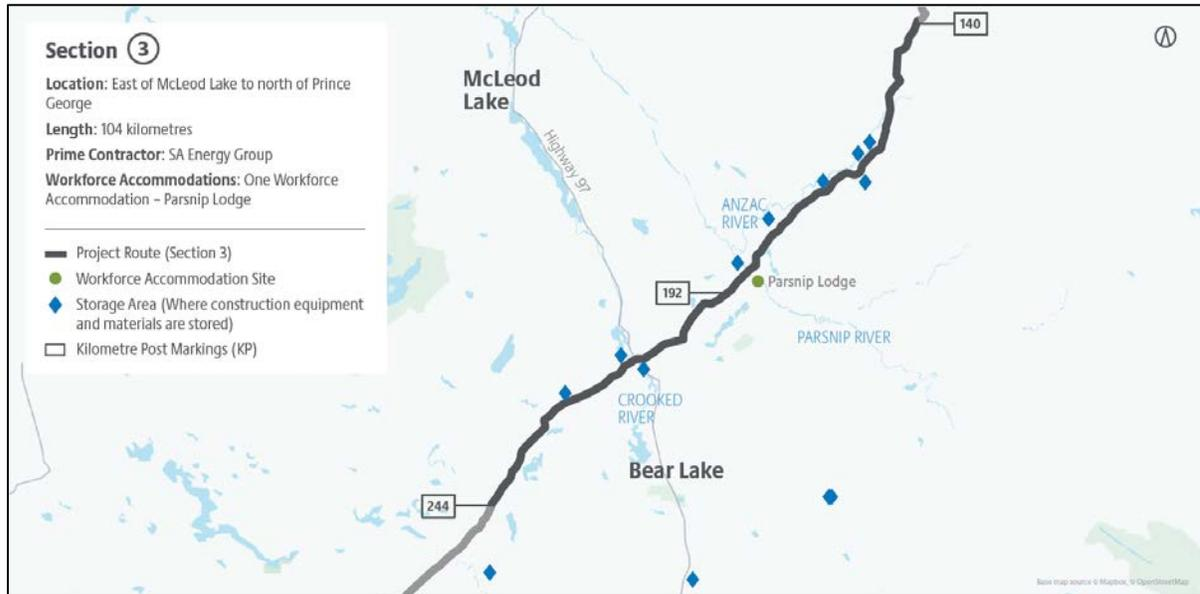 Section 3
Location: East of McLeod Lake to north of Prince
George
Length: 104 kilometres
Prime Contractor: SA Energy Group
Workforce Accommodations: One Workforce
Accommodation – Parsnip Lodge
Project Route (Section 3)
Workforce Accommodation Site
Storage Area (Where construction equipment
and materials are stored)
Kilometre Post Markings (KP)
140
McLeod
Lake
Highway 97
ANZAC
RIVER
Parsnip Lodge
192
PARSNIP RIVER
CROOKED
RIVER
Bear Lake
244
Base map source © Mapbox, © OpenStreetMap